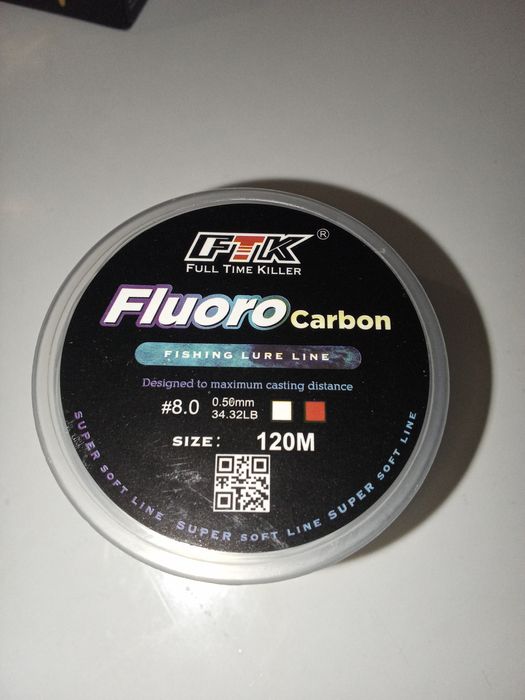 FTK®
FULL TIME KILLER
Fluoro Carbon
FISHING LURE LINE
Designed to maximum casting distance
#8.0 0.50mm
34.32LB
SIZE: 120M
SUPER SOFT LINE SUPER SOFT LINE SUPER SOFT LINE